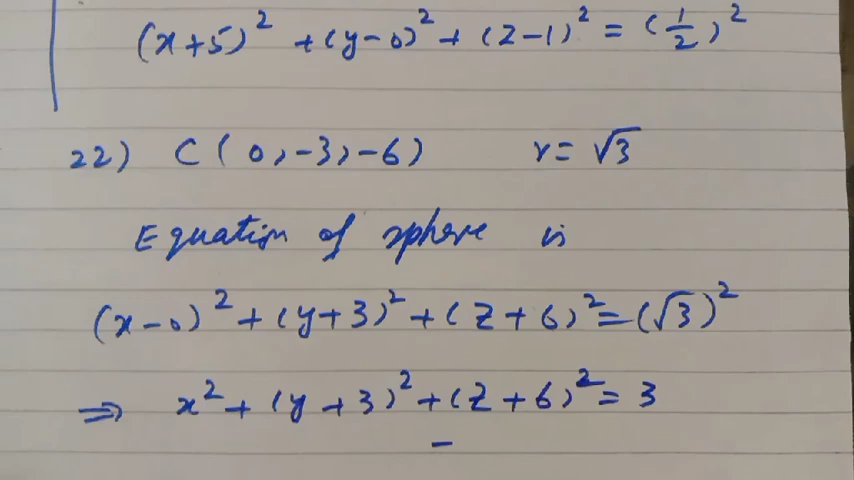 (x+5)² + (y-0)² + (z-1)² = (1/2)²
22) C(0,-3,-6) r=√3
Equation of sphere is
(x-0)² + (y+3)² + (z+6)² = (√3)²
⇒ x² + (y+3)² + (z+6)² = 3